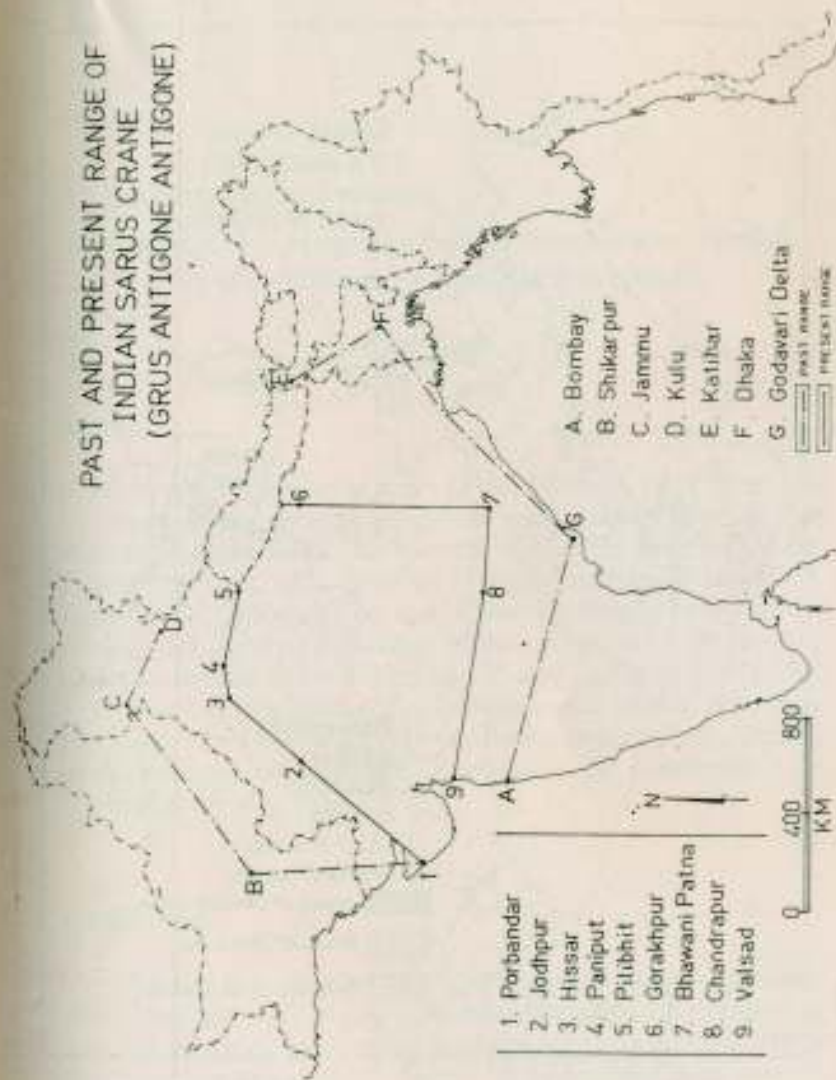 PAST AND PRESENT RANGE OF
INDIAN SARUS CRANE
(GRUS ANTIGONE ANTIGONE)
C
D
B
E
F
A
G
1
2
3
4
5
6
7
8
9
1. Porbandar
2. Jodhpur
3. Hissar
4. Paniput
5. Pilibhit
6. Gorakhpur
7. Bhawani Patna
8. Chandrapur
9. Valsad
N
0 400 800
KM
A. Bombay
B. Shikarpur
C. Jammu
D. Kulu
E. Katihar
F. Dhaka
G. Godavari Delta
PAST RANGE
PRESENT RANGE